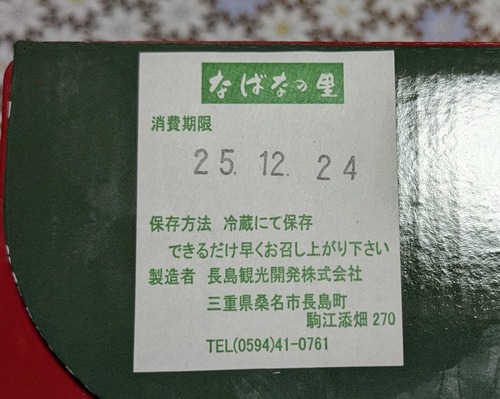 なばなの里
消費期限
25.12.24
保存方法 冷蔵にて保存
できるだけ早くお召し上がり下さい
製造者 長島観光開発株式会社
三重県桑名市長島町
駒江添畑270
TEL(0594)41-0761